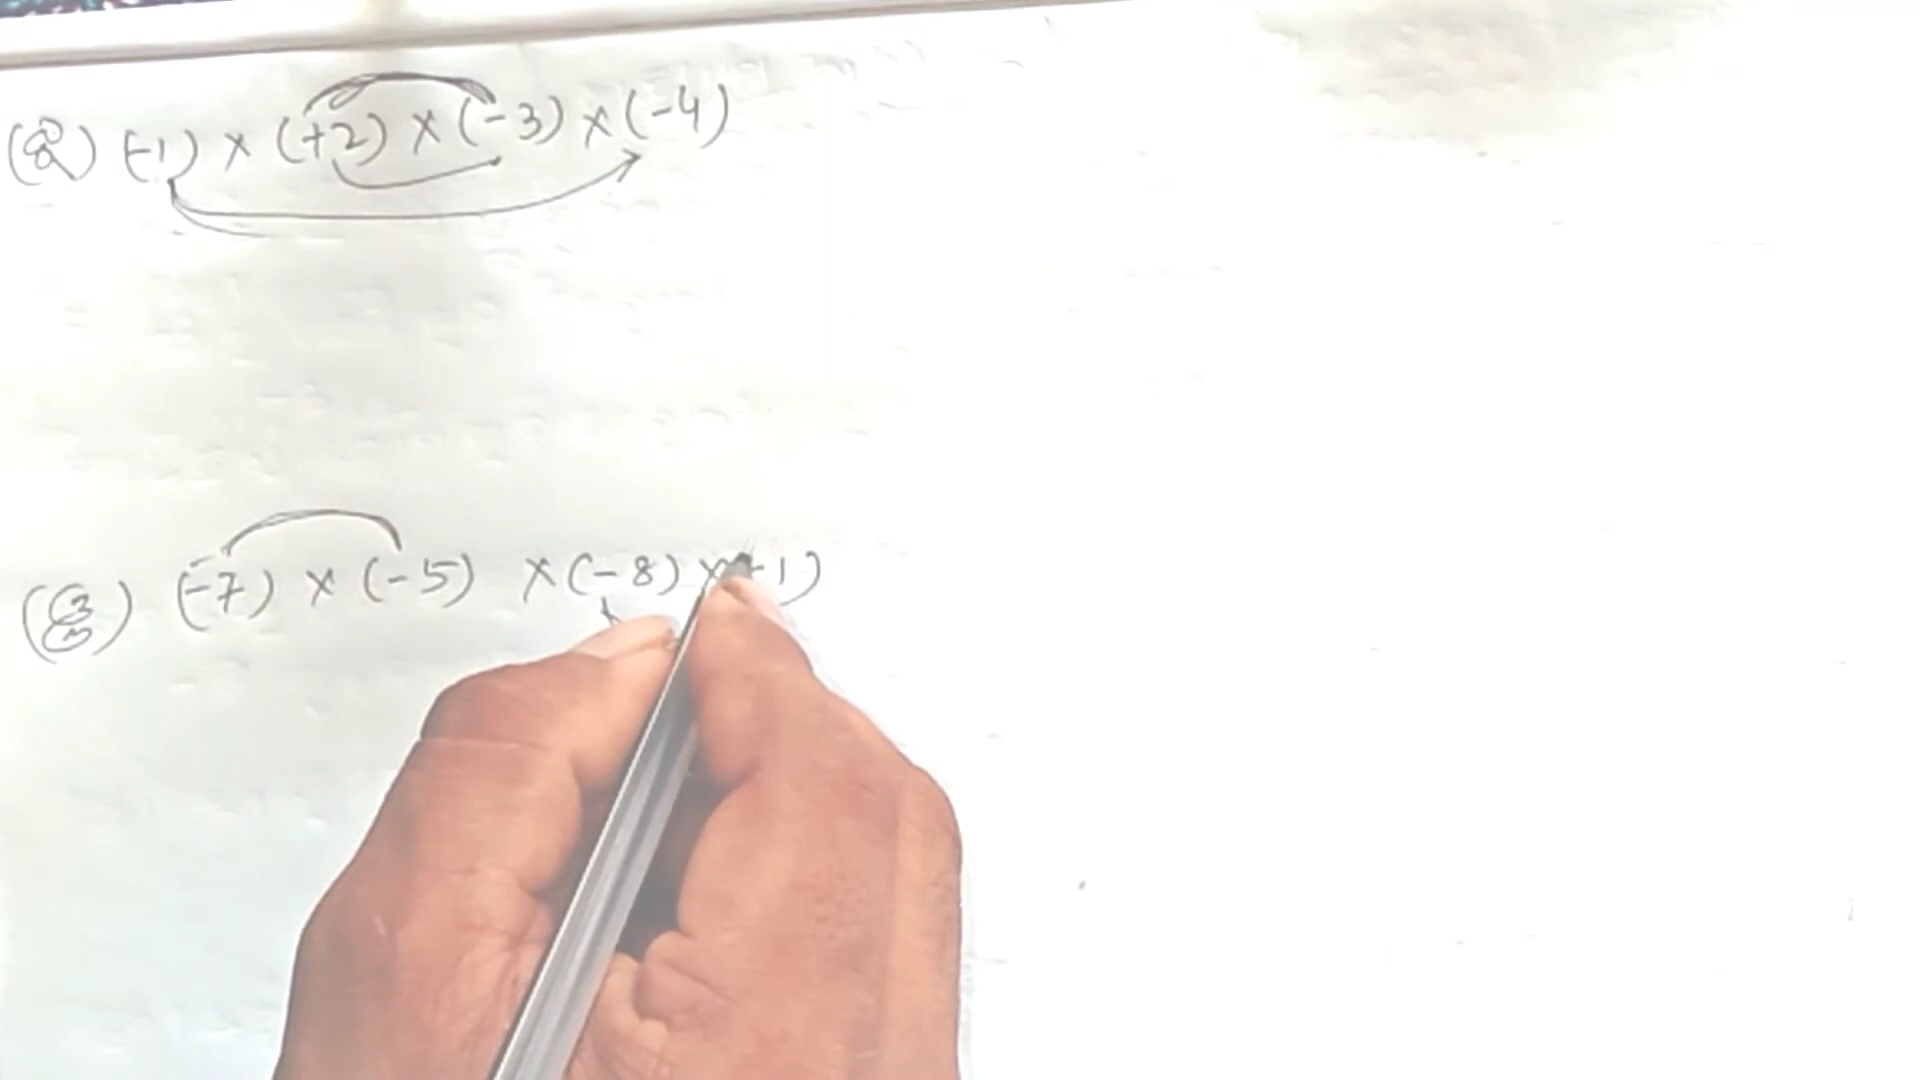 (2) (-1) × (+2) × (-3) × (-4)
(3) (-7) × (-5) × (-8) × -1)